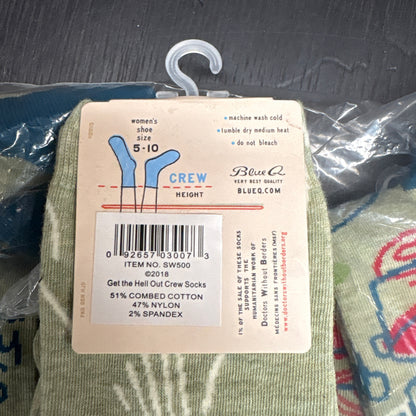 women's
shoe
size
5-10
CREW
HEIGHT
• machine wash cold
• tumble dry medium heat
• do not bleach
Blue Q
VERY BEST QUALITY
BLUEQ.COM
0 92657 03007 3
ITEM NO. SW500
©2018
Get the Hell Out Crew Socks
51% COMBED COTTON
47% NYLON
2% SPANDEX
1% OF THE SALE OF THESE SOCKS
SUPPORTS THE
HUMANITARIAN WORK OF
Doctors Without Borders
MÉDECINS SANS FRONTIÈRES (MSF)
www.doctorswithoutborders.org